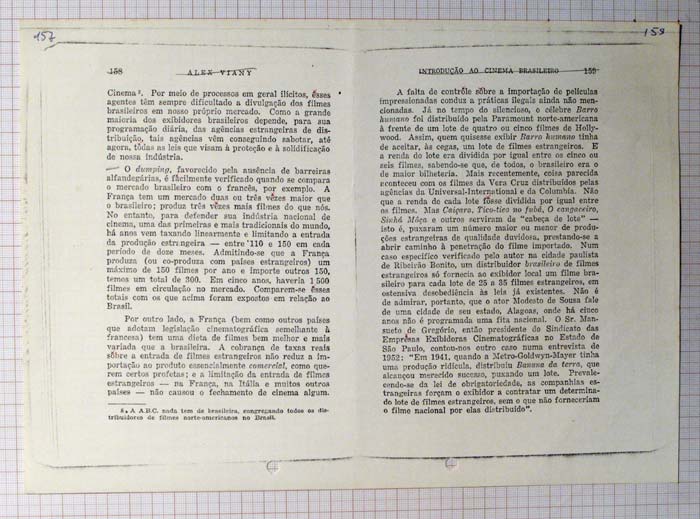 157
158 ALEX VIANY
Cinema⁸. Por meio de processos em geral ilícitos, êsses
agentes têm sempre dificultado a divulgação dos filmes
brasileiros em nosso próprio mercado. Como a grande
maioria dos exibidores brasileiros depende, para sua
programação diária, das agências estrangeiras de dis-
tribuição, tais agências vêm conseguindo sabotar, até
agora, tôdas as leis que visam à proteção e à solidificação
de nossa indústria.
O dumping, favorecido pela ausência de barreiras
alfandegárias, é fàcilmente verificado quando se compara
o mercado brasileiro com o francês, por exemplo. A
França tem um mercado duas ou três vêzes maior que
o brasileiro; produz três vêzes mais filmes do que nós.
No entanto, para defender sua indústria nacional de
cinema, uma das primeiras e mais tradicionais do mundo,
há anos vem taxando linearmente e limitando a entrada
da produção estrangeira — entre 110 e 150 em cada
período de doze meses. Admitindo-se que a França
produza (ou co-produza com países estrangeiros) um
máximo de 150 filmes por ano e importe outros 150,
temos um total de 300. Em cinco anos, haveria 1 500
filmes em circulação no mercado. Comparem-se êsses
totais com os que acima foram expostos em relação ao
Brasil.
Por outro lado, a França (bem como outros países
que adotam legislação cinematográfica semelhante à
francesa) tem uma dieta de filmes bem melhor e mais
variada que a brasileira. A cobrança de taxas reais
sôbre a entrada de filmes estrangeiros não reduz a im-
portação ao produto essencialmente comercial, como que-
rem certos profetas; e a limitação da entrada de filmes
estrangeiros — na França, na Itália e muitos outros
países — não causou o fechamento de cinema algum.
8. A A.B.C. nada tem de brasileira, congregando todos os dis-
tribuidores de filmes norte-americanos no Brasil.
158
INTRODUÇÃO AO CINEMA BRASILEIRO 159
A falta de contrôle sôbre a importação de películas
impressionadas conduz a práticas ilegais ainda não men-
cionadas. Já no tempo do silencioso, o célebre Barro
humano foi distribuído pela Paramount norte-americana
à frente de um lote de quatro ou cinco filmes de Holly-
wood. Assim, quem quisesse exibir Barro humano tinha
de aceitar, às cegas, um lote de filmes estrangeiros. E
a renda do lote era dividida por igual entre os cinco ou
seis filmes, sabendo-se que, de todos, o brasileiro era o
de maior bilheteria. Mais recentemente, coisa parecida
aconteceu com os filmes da Vera Cruz distribuídos pelas
agências da Universal-International e da Columbia. Não
que a renda de cada lote fôsse dividida por igual entre
os filmes. Mas Caiçara, Tico-tico no fubá, O cangaceiro,
Sinhá Môça e outros serviram de "cabeça de lote" —
isto é, puxaram um número maior ou menor de produ-
ções estrangeiras de qualidade duvidosa, prestando-se a
abrir caminho à penetração do filme importado. Num
caso específico verificado pelo autor na cidade paulista
de Ribeirão Bonito, um distribuidor brasileiro de filmes
estrangeiros só fornecia ao exibidor local um filme bra-
sileiro para cada lote de 25 a 35 filmes estrangeiros, em
ostensiva desobediência às leis já existentes. Não é
de admirar, portanto, que o ator Modesto de Sousa fale
de uma cidade de seu estado, Alagoas, onde há cinco
anos não é programada uma fita nacional. O Sr. Man-
sueto de Gregório, então presidente do Sindicato das
Emprêsas Exibidoras Cinematográficas no Estado de
São Paulo, contou-nos outro caso numa entrevista de
1952: "Em 1941, quando a Metro-Goldwyn-Mayer tinha
uma produção ridícula, distribuiu Banana da terra, que
alcançou merecido sucesso, puxando um lote. Prevale-
cendo-se da lei de obrigatoriedade, as companhias es-
trangeiras forçam o exibidor a contratar um determina-
do lote de filmes estrangeiros, sem o que não forneceriam
o filme nacional por elas distribuído".